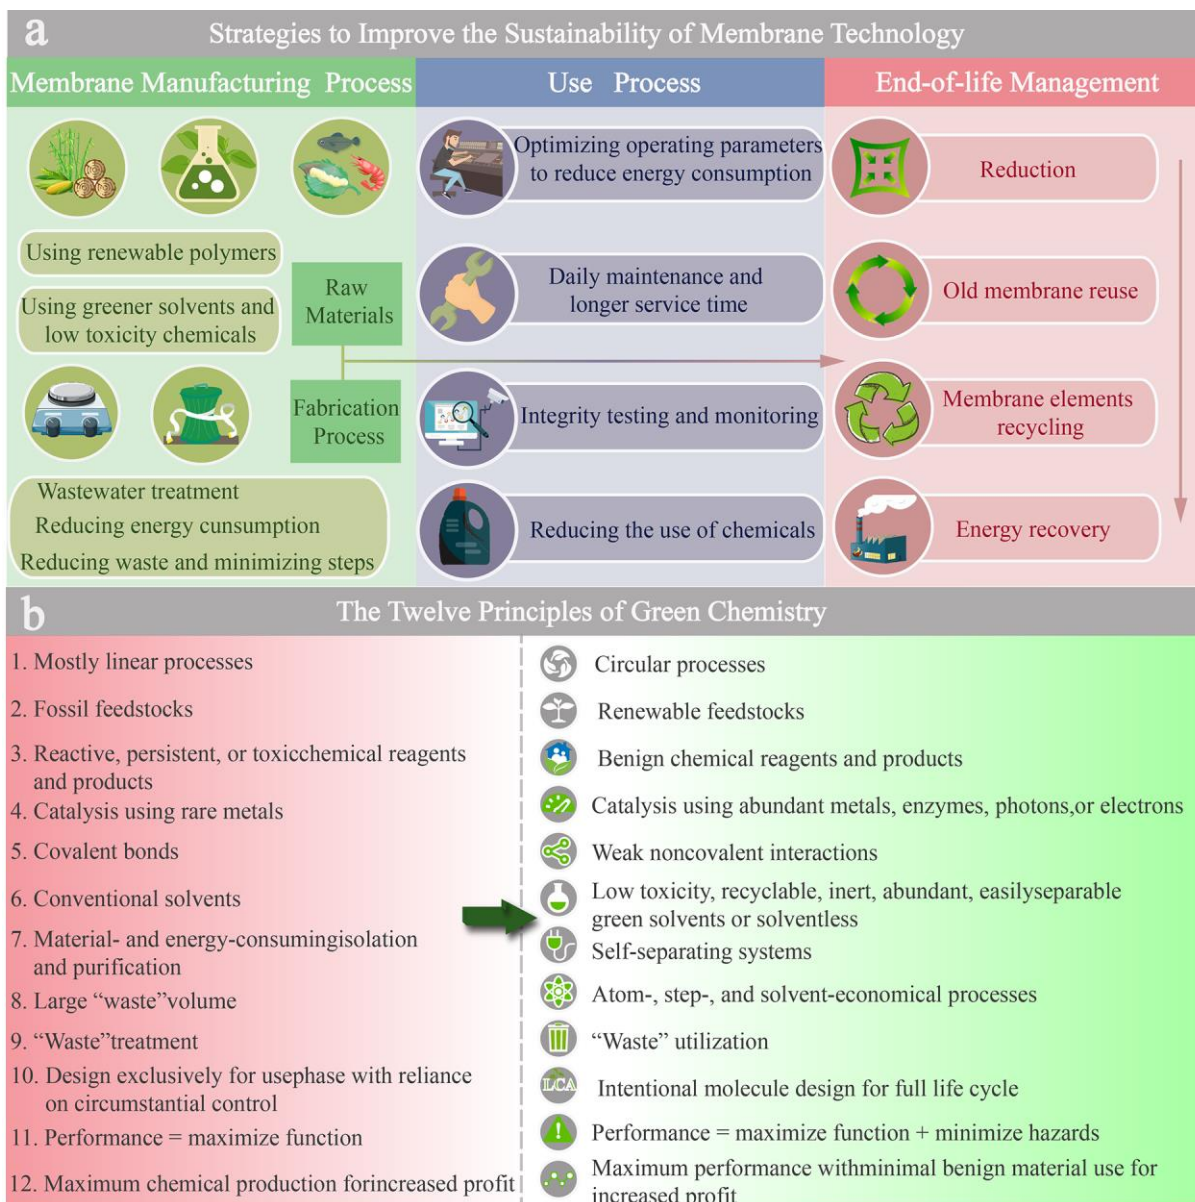 a
Strategies to Improve the Sustainability of Membrane Technology
Membrane Manufacturing Process
Using renewable polymers
Using greener solvents and
low toxicity chemicals
Raw
Materials
Fabrication
Process
Wastewater treatment
Reducing energy cunsumption
Reducing waste and minimizing steps
Use Process
Optimizing operating parameters
to reduce energy consumption
Daily maintenance and
longer service time
Integrity testing and monitoring
Reducing the use of chemicals
End-of-life Management
Reduction
Old membrane reuse
Membrane elements
recycling
Energy recovery
b
The Twelve Principles of Green Chemistry
1. Mostly linear processes
Circular processes
2. Fossil feedstocks
Renewable feedstocks
3. Reactive, persistent, or toxicchemical reagents
and products
Benign chemical reagents and products
4. Catalysis using rare metals
Catalysis using abundant metals, enzymes, photons,or electrons
5. Covalent bonds
Weak noncovalent interactions
6. Conventional solvents
Low toxicity, recyclable, inert, abundant, easilyseparable
green solvents or solventless
7. Material- and energy-consumingisolation
and purification
Self-separating systems
8. Large “waste”volume
Atom-, step-, and solvent-economical processes
9. “Waste”treatment
“Waste” utilization
10. Design exclusively for usephase with reliance
on circumstantial control
LCA
Intentional molecule design for full life cycle
11. Performance = maximize function
Performance = maximize function + minimize hazards
12. Maximum chemical production forincreased profit
Maximum performance withminimal benign material use for
increased profit